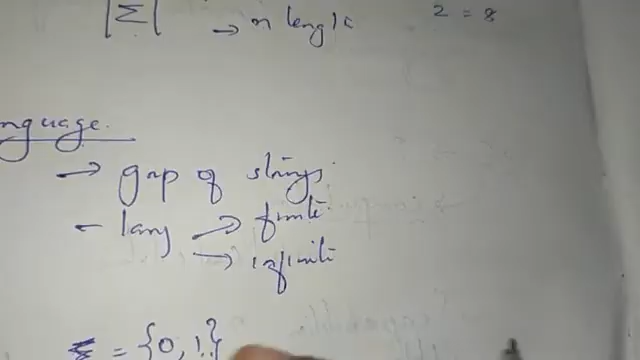 |Σ| → n length 2 = 8
nguage.
→ grp of strings.
- lang → finite
→ infinite
Σ = {0, 1}